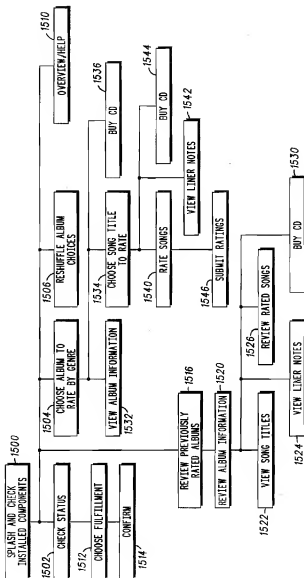 1500
SPLASH AND CHECK
INSTALLED COMPONENTS
1502
CHECK STATUS
1504
CHOOSE ALBUM TO
RATE BY GENRE
1506
RESHUFFLE ALBUM
CHOICES
1510
OVERVIEW/HELP
1512
CHOOSE FULFILLMENT
1514
CONFIRM
VIEW ALBUM INFORMATION
1532
1534
CHOOSE SONG TITLE
TO RATE
1536
BUY CD
1540
RATE SONGS
VIEW LINER NOTES
1542
BUY CD
1544
1546
SUBMIT RATINGS
REVIEW PREVIOUSLY
RATED ALBUMS
1516
REVIEW ALBUM INFORMATION
1520
1522
VIEW SONG TITLES
1526
REVIEW RATED SONGS
1524
VIEW LINER NOTES
BUY CD
1530